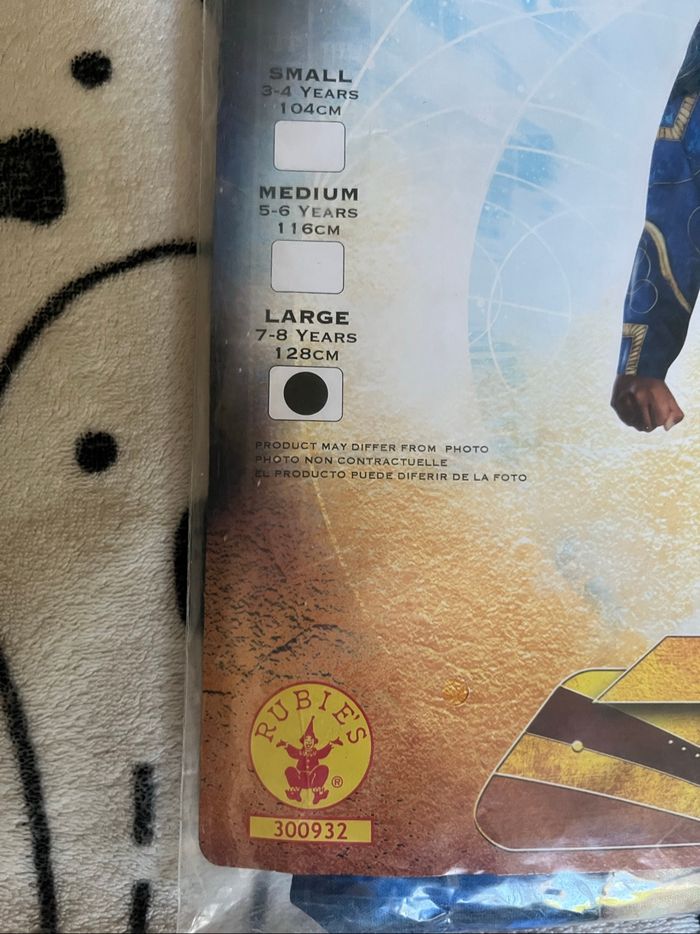 SMALL
3-4 YEARS
104CM
MEDIUM
5-6 YEARS
116CM
LARGE
7-8 YEARS
128CM
PRODUCT MAY DIFFER FROM PHOTO
PHOTO NON CONTRACTUELLE
EL PRODUCTO PUEDE DIFERIR DE LA FOTO
RUBIE'S
®
300932